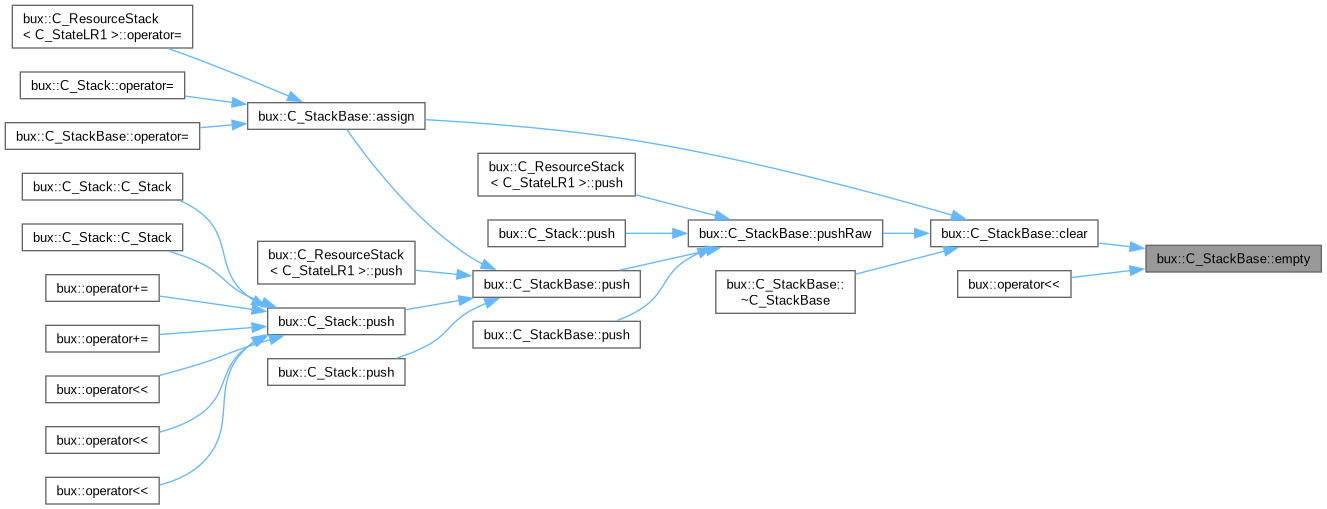 bux::C_ResourceStack
< C_StateLR1 >::operator=
bux::C_Stack::operator=
bux::C_StackBase::operator=
bux::C_Stack::C_Stack
bux::C_Stack::C_Stack
bux::operator+=
bux::operator+=
bux::operator<<
bux::operator<<
bux::operator<<
bux::C_StackBase::assign
bux::C_ResourceStack
< C_StateLR1 >::push
bux::C_Stack::push
bux::C_Stack::push
bux::C_ResourceStack
< C_StateLR1 >::push
bux::C_Stack::push
bux::C_StackBase::push
bux::C_StackBase::push
bux::C_StackBase::pushRaw
bux::C_StackBase::
~C_StackBase
bux::C_StackBase::clear
bux::operator<<
bux::C_StackBase::empty